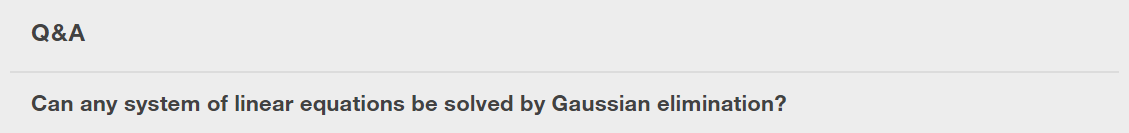 Q&A
Can any system of linear equations be solved by Gaussian elimination?